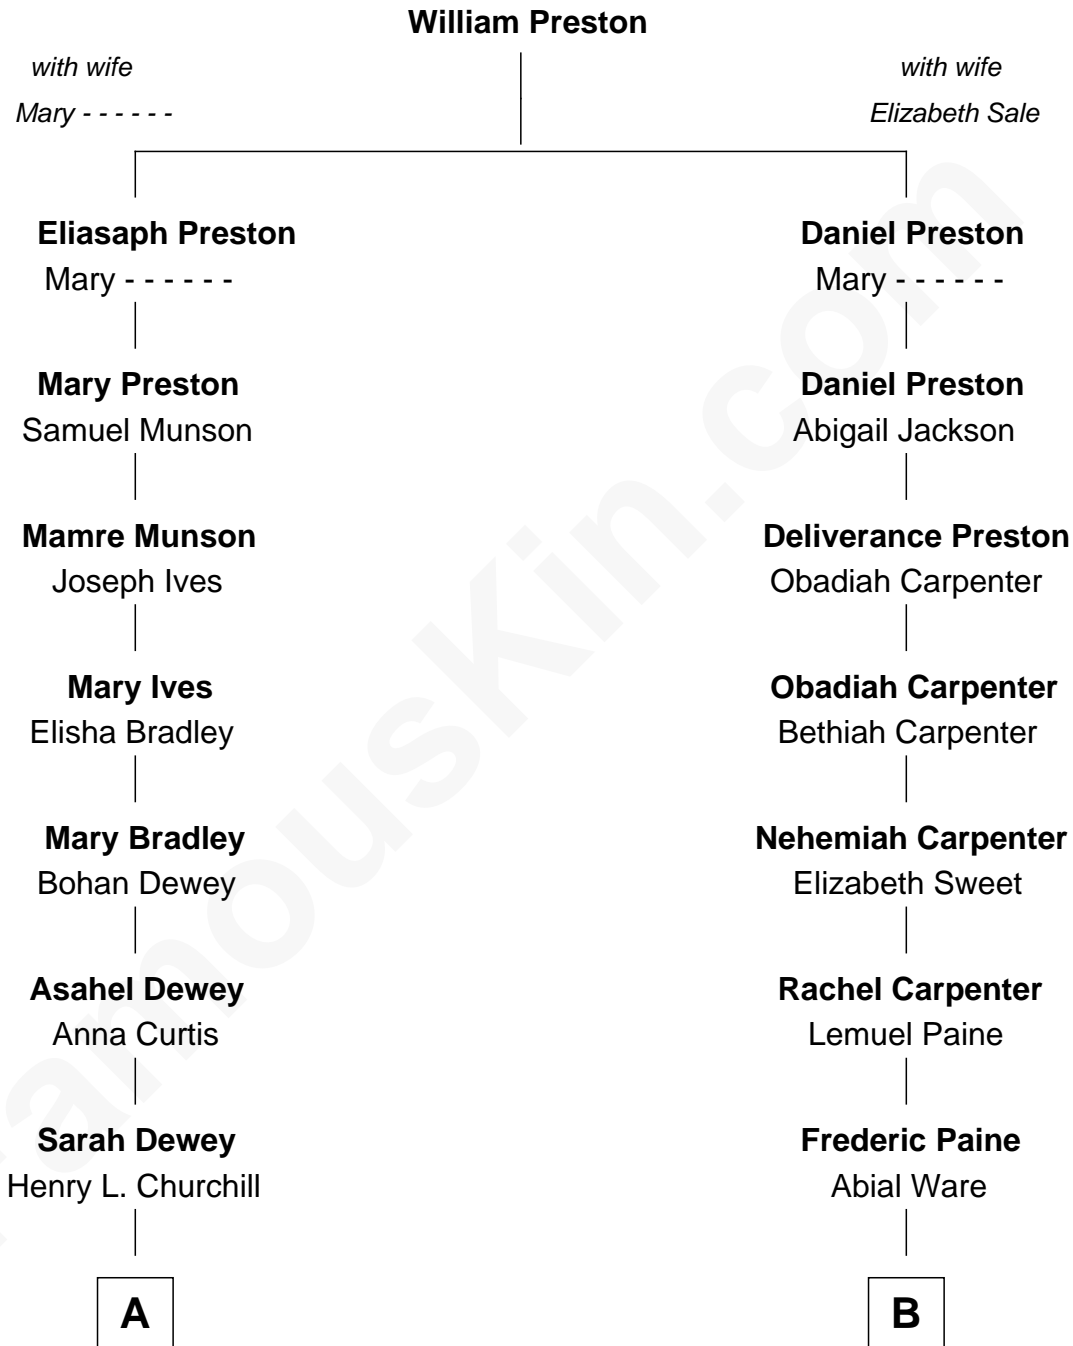 William Preston
with wife
Mary - - - - - -
with wife
Elizabeth Sale
Eliasaph Preston
Mary - - - - - -
Daniel Preston
Mary - - - - - -
Mary Preston
Samuel Munson
Daniel Preston
Abigail Jackson
Mamre Munson
Joseph Ives
Deliverance Preston
Obadiah Carpenter
Mary Ives
Elisha Bradley
Obadiah Carpenter
Bethiah Carpenter
Mary Bradley
Bohan Dewey
Nehemiah Carpenter
Elizabeth Sweet
Asahel Dewey
Anna Curtis
Rachel Carpenter
Lemuel Paine
Sarah Dewey
Henry L. Churchill
Frederic Paine
Abial Ware
A
B
FamousKin.com